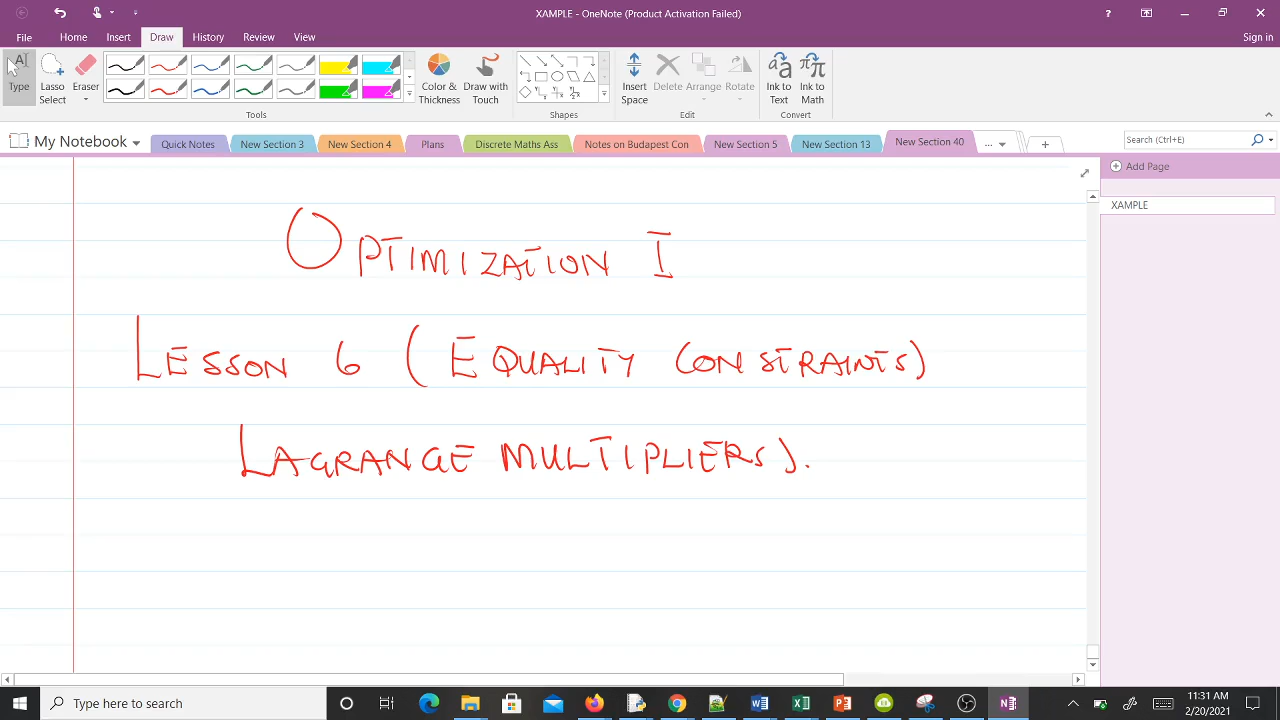 XAMPLE - OneNote (Product Activation Failed)
Sign in
File Home Insert Draw History Review View
Type
Lasso Select
Eraser
Color & Thickness
Draw with Touch
Insert Space
Delete
Arrange
Rotate
Ink to Text
Ink to Math
Tools
Shapes
Edit
Convert
My Notebook
Quick Notes
New Section 3
New Section 4
Plans
Discrete Maths Ass
Notes on Budapest Con
New Section 5
New Section 13
New Section 40
...
Search (Ctrl+E)
Add Page
XAMPLE
OPTIMIZATION I
LESSON 6 ( EQUALITY CONSTRAINTS)
LAGRANGE MULTIPLIERS).
Type here to search
11:31 AM
2/20/2021